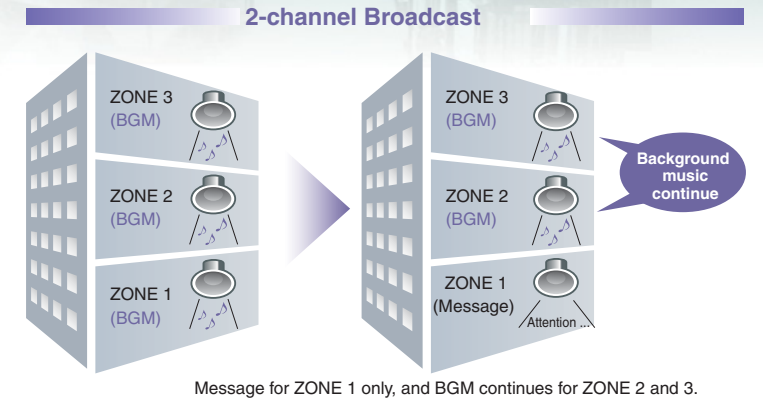 2-channel Broadcast
ZONE 3
(BGM)
ZONE 2
(BGM)
ZONE 1
(BGM)
ZONE 3
(BGM)
ZONE 2
(BGM)
ZONE 1
(Message)
Attention ...
Background
music
continue
Message for ZONE 1 only, and BGM continues for ZONE 2 and 3.